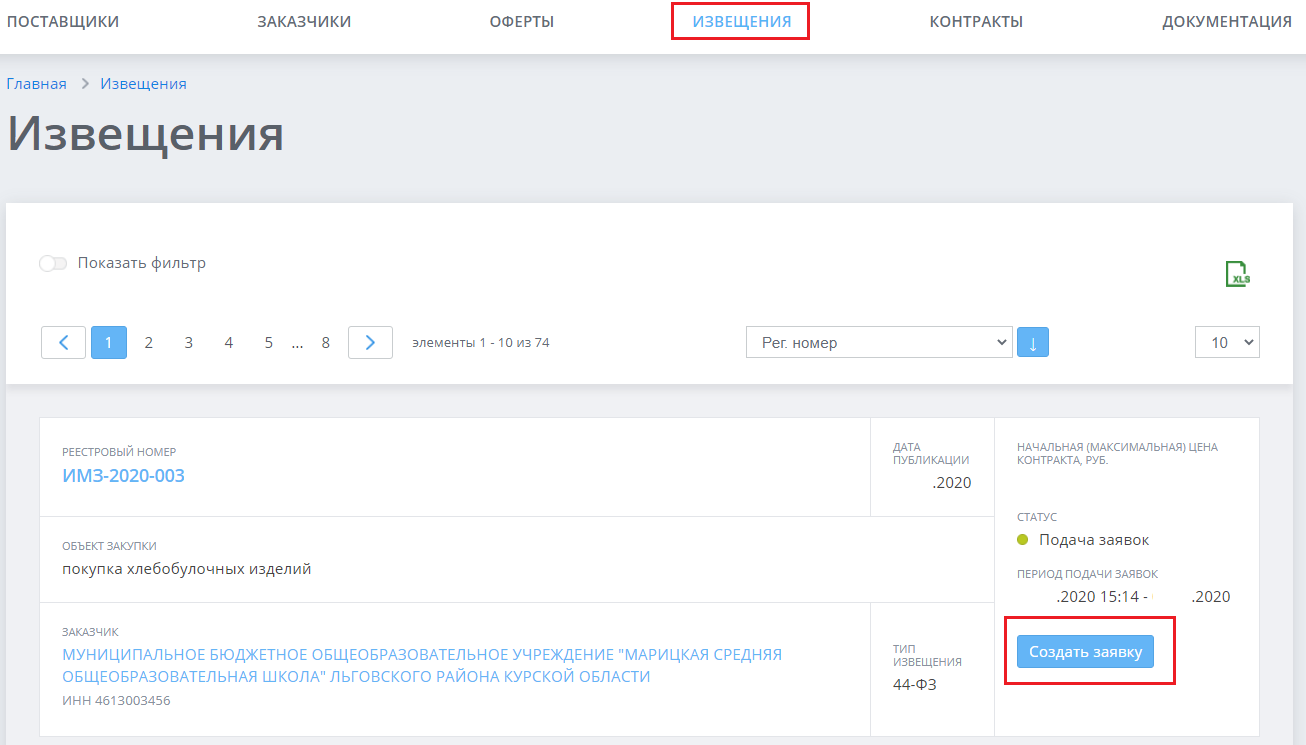 ПОСТАВЩИКИ ЗАКАЗЧИКИ ОФЕРТЫ ИЗВЕЩЕНИЯ КОНТРАКТЫ ДОКУМЕНТАЦИЯ
Главная Извещения
Извещения
Показать фильтр
XLS
1 2 3 4 5 ... 8 элементы 1 - 10 из 74 Рег. номер ↓ 10
РЕЕСТРОВЫЙ НОМЕР
ИМЗ-2020-003
ДАТА
ПУБЛИКАЦИИ
.2020
НАЧАЛЬНАЯ (МАКСИМАЛЬНАЯ) ЦЕНА
КОНТРАКТА, РУБ.
СТАТУС
Подача заявок
ПЕРИОД ПОДАЧИ ЗАЯВОК
.2020 15:14 - .2020
Создать заявку
ОБЪЕКТ ЗАКУПКИ
покупка хлебобулочных изделий
ЗАКАЗЧИК
МУНИЦИПАЛЬНОЕ БЮДЖЕТНОЕ ОБЩЕОБРАЗОВАТЕЛЬНОЕ УЧРЕЖДЕНИЕ "МАРИЦКАЯ СРЕДНЯЯ
ОБЩЕОБРАЗОВАТЕЛЬНАЯ ШКОЛА" ЛЬГОВСКОГО РАЙОНА КУРСКОЙ ОБЛАСТИ
ИНН 4613003456
ТИП
ИЗВЕЩЕНИЯ
44-ФЗ